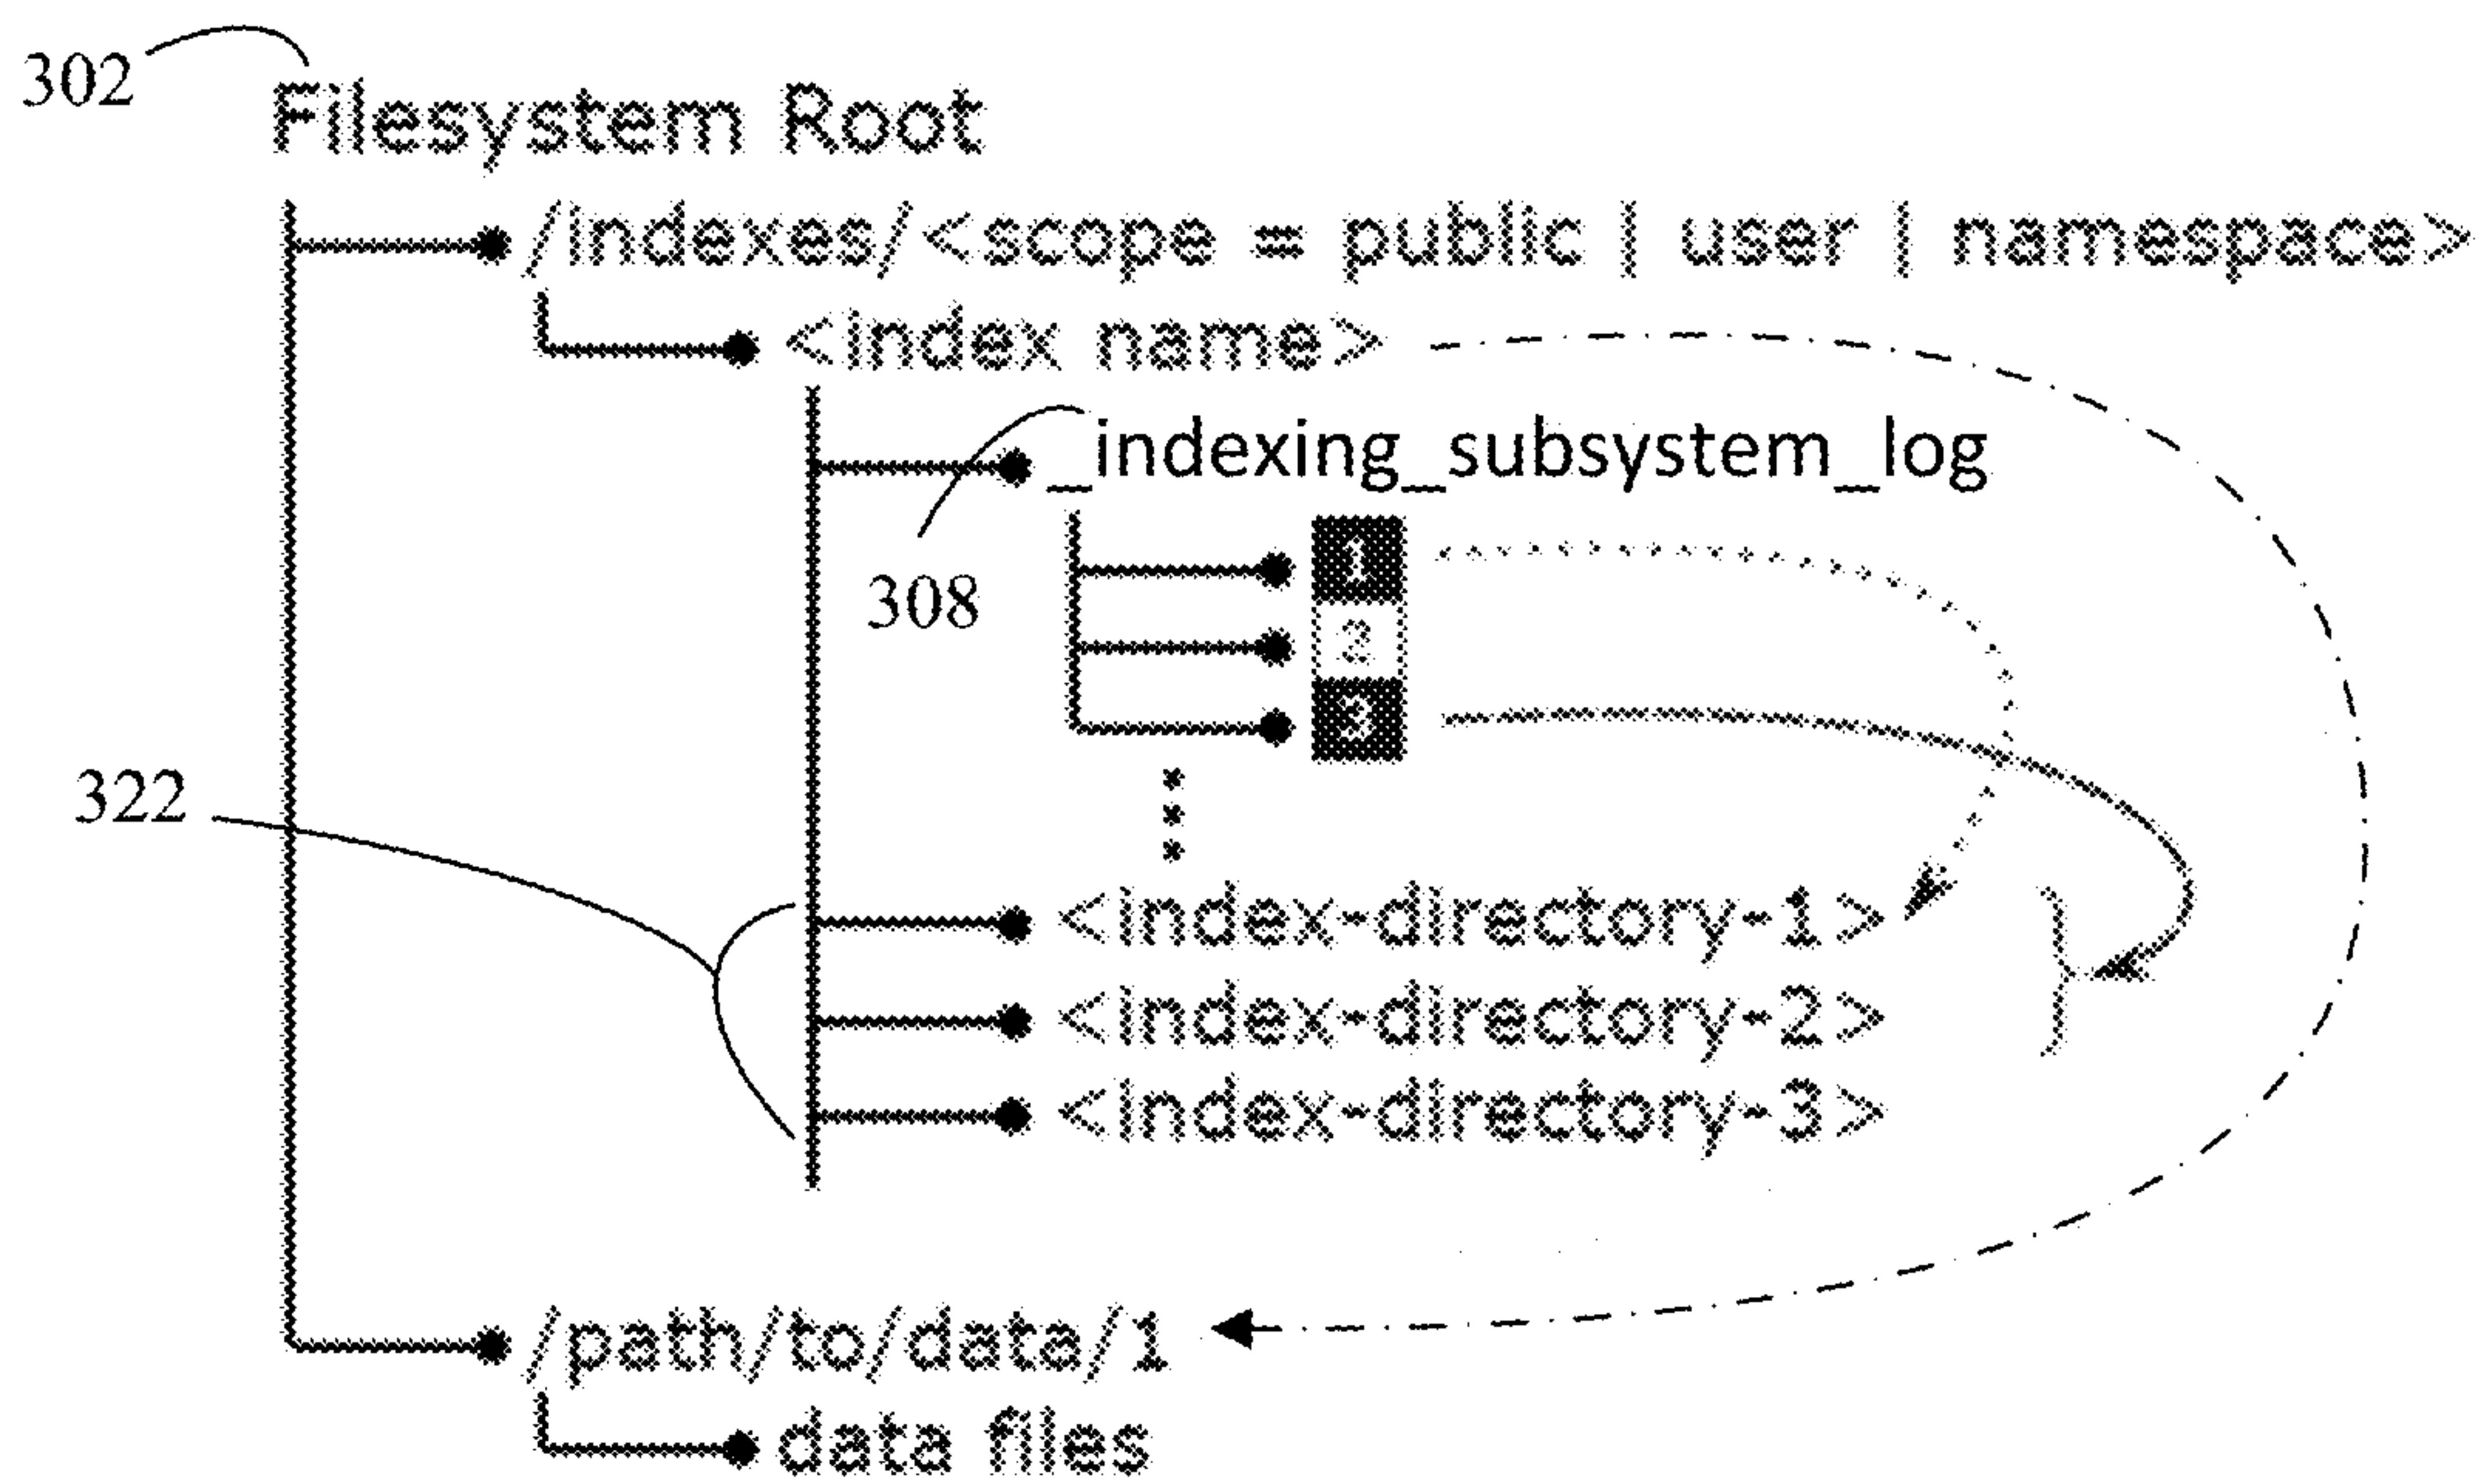 302
Filesystem Root
/indexes/<scope = public | user | namespace>
<index name>
_indexing_subsystem_log
308
1
2
3
322
<index-directory-1>
<index-directory-2>
<index-directory-3>
/path/to/data/1
data files